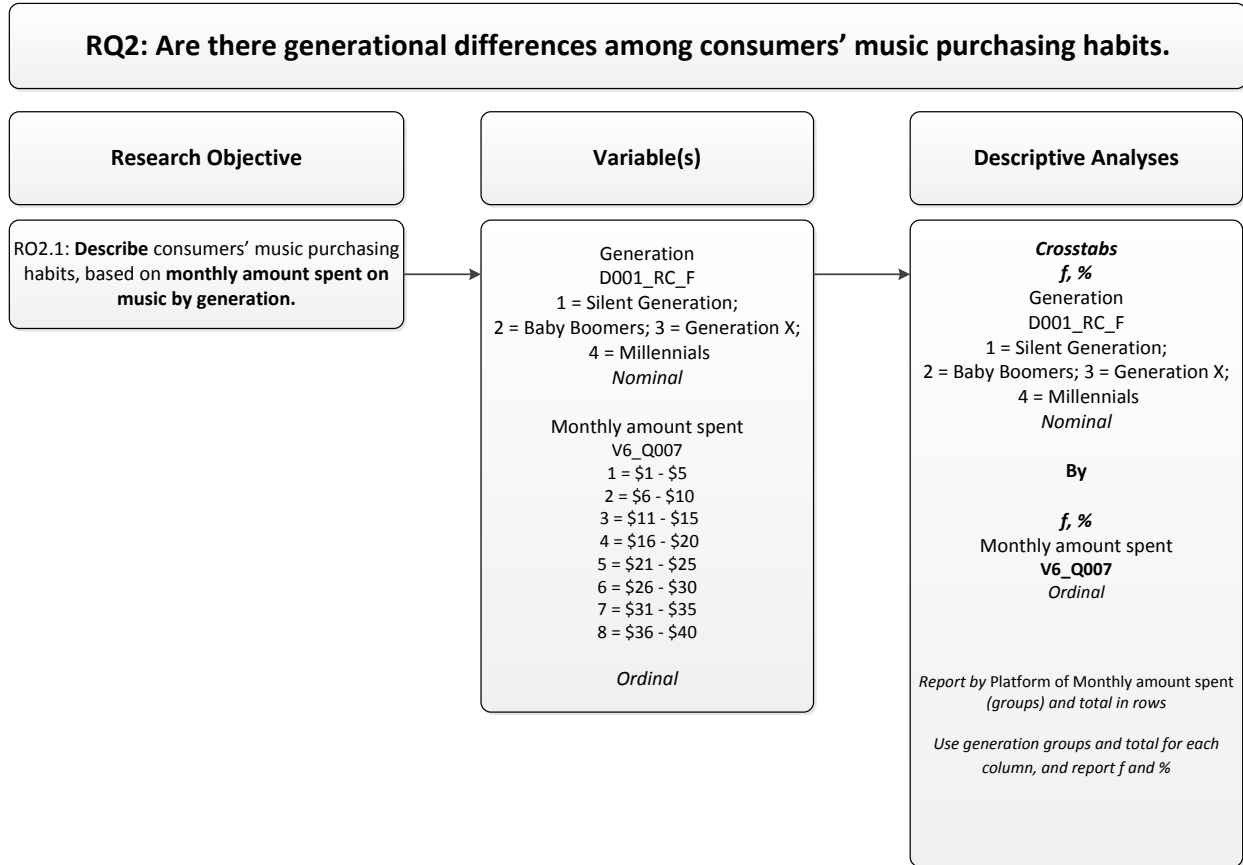 RQ2: Are there generational differences among consumers’ music purchasing habits.
Research Objective
Variable(s)
Descriptive Analyses
RO2.1: Describe consumers’ music purchasing
habits, based on monthly amount spent on
music by generation.
Generation
D001_RC_F
1 = Silent Generation;
2 = Baby Boomers; 3 = Generation X;
4 = Millennials
Nominal
Monthly amount spent
V6_Q007
1 = $1 - $5
2 = $6 - $10
3 = $11 - $15
4 = $16 - $20
5 = $21 - $25
6 = $26 - $30
7 = $31 - $35
8 = $36 - $40
Ordinal
Crosstabs
f, %
Generation
D001_RC_F
1 = Silent Generation;
2 = Baby Boomers; 3 = Generation X;
4 = Millennials
Nominal
By
f, %
Monthly amount spent
V6_Q007
Ordinal
Report by Platform of Monthly amount spent
(groups) and total in rows
Use generation groups and total for each
column, and report f and %